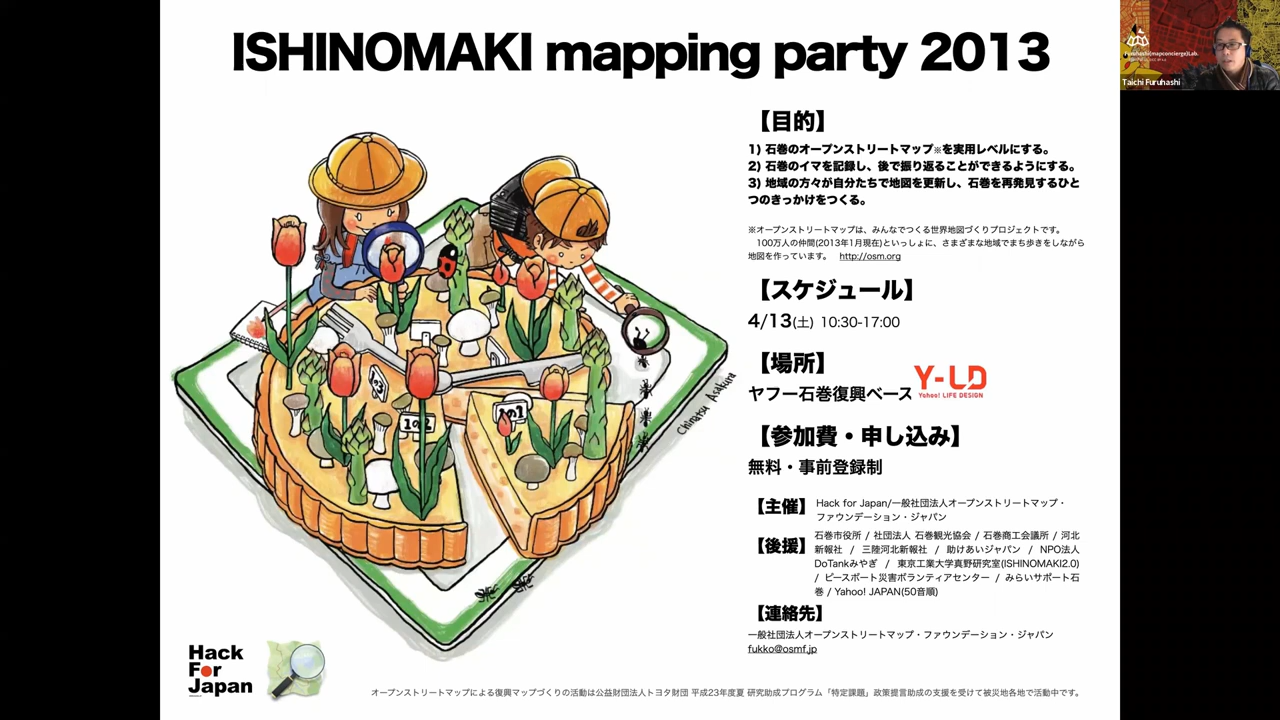 ISHINOMAKI mapping party 2013
Furuhashi(mapconcierge)Lab.
Taichi Furuhashi
【目的】
1) 石巻のオープンストリートマップ※を実用レベルにする。
2) 石巻のイマを記録し、後で振り返ることができるようにする。
3) 地域の方々が自分たちで地図を更新し、石巻を再発見するひと
つのきっかけをつくる。
※オープンストリートマップは、みんなでつくる世界地図づくりプロジェクトです。
100万人の仲間(2013年1月現在)といっしょに、さまざまな地域でまち歩きをしながら
地図を作っています。 http://osm.org
【スケジュール】
4/13(土) 10:30-17:00
【場所】
ヤフー石巻復興ベース
Y-LD
Yahoo! LIFE DESIGN
【参加費・申し込み】
無料・事前登録制
【主催】 Hack for Japan/一般社団法人オープンストリートマップ・
ファウンデーション・ジャパン
【後援】 石巻市役所 / 社団法人 石巻観光協会 / 石巻商工会議所 / 河北
新報社 / 三陸河北新報社 / 助けあいジャパン / NPO法人
DoTankみやぎ / 東京工業大学真野研究室(ISHINOMAKI2.0)
/ ピースボート災害ボランティアセンター / みらいサポート石
巻 / Yahoo! JAPAN(50音順)
【連絡先】
一般社団法人オープンストリートマップ・ファウンデーション・ジャパン
fukko@osmf.jp
1の3
1の2
1の1
Chinatsu Asakura
Hack
For
Japan
オープンストリートマップによる復興マップづくりの活動は公益財団法人トヨタ財団 平成23年度夏 研究助成プログラム「特定課題」政策提言助成の支援を受けて被災地各地で活動中です。